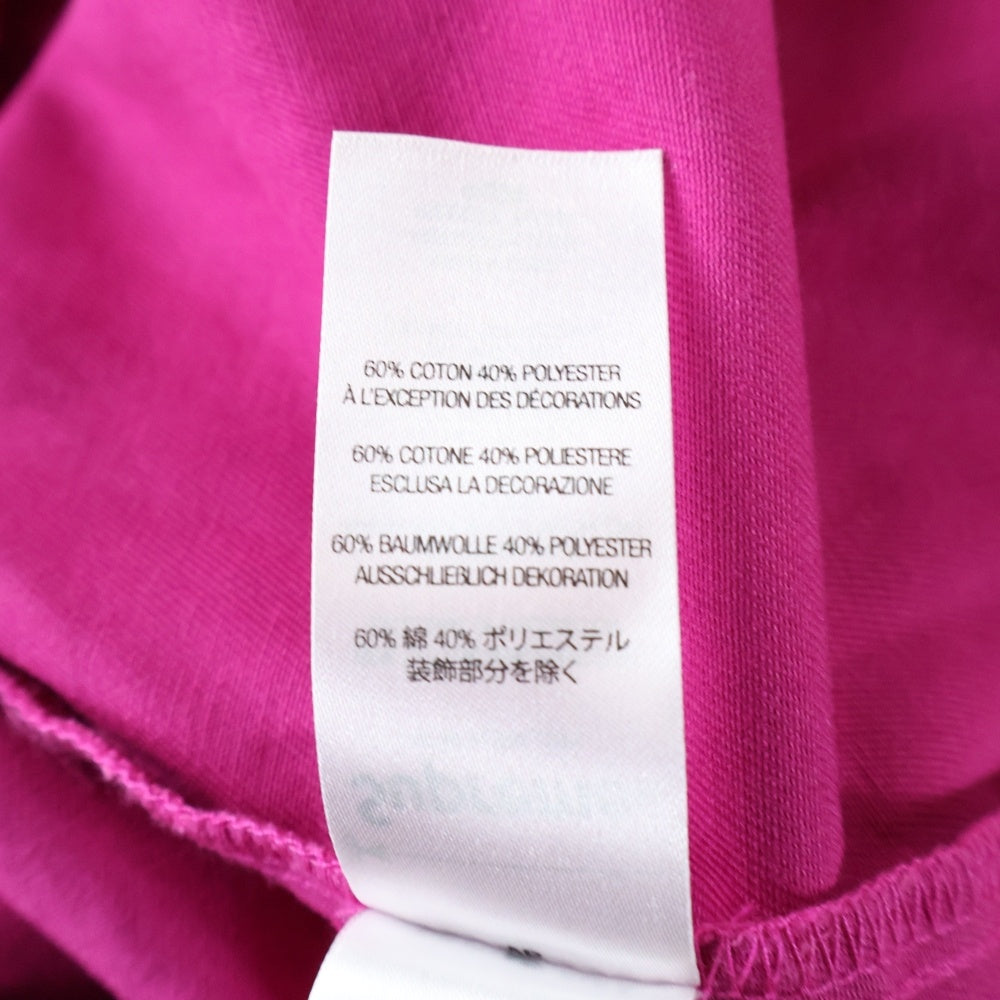 60% COTON 40% POLYESTER
À L'EXCEPTION DES DÉCORATIONS
60% COTONE 40% POLIESTERE
ESCLUSA LA DECORAZIONE
60% BAUMWOLLE 40% POLYESTER
AUSSCHLIEßLICH DEKORATION
60% 綿 40% ポリエステル
装飾部分を除く